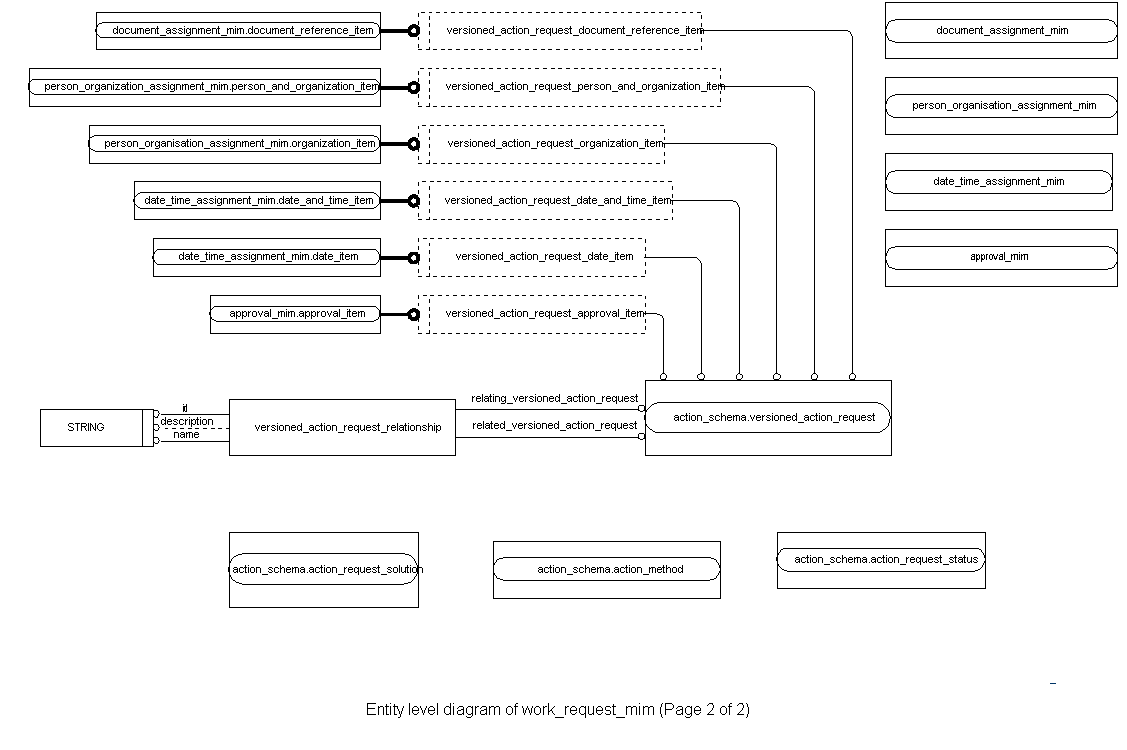 document_assignment_mim.document_reference_item
versioned_action_request_document_reference_item
document_assignment_mim
person_organization_assignment_mim.person_and_organization_item
versioned_action_request_person_and_organization_item
person_organisation_assignment_mim
person_organisation_assignment_mim.organization_item
versioned_action_request_organization_item
date_time_assignment_mim.date_and_time_item
versioned_action_request_date_and_time_item
date_time_assignment_mim
date_time_assignment_mim.date_item
versioned_action_request_date_item
approval_mim
approval_mim.approval_item
versioned_action_request_approval_item
STRING
id
description
name
versioned_action_request_relationship
relating_versioned_action_request
related_versioned_action_request
action_schema.versioned_action_request
action_schema.action_request_solution
action_schema.action_method
action_schema.action_request_status
Entity level diagram of work_request_mim (Page 2 of 2)